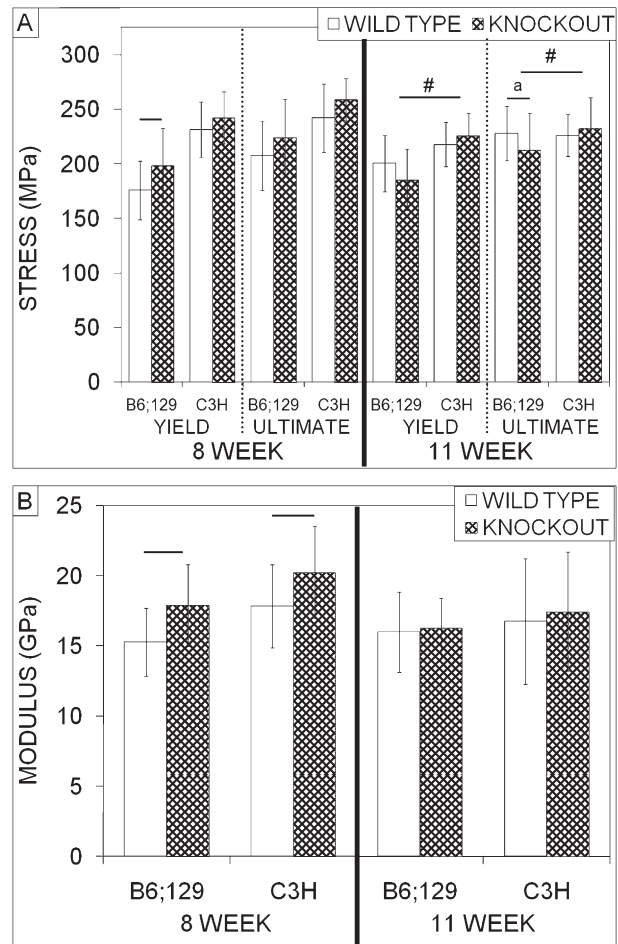 A
WILD TYPE KNOCKOUT
300
250
200
150
100
50
0
STRESS (MPa)
#
#
a
B6;129 C3H B6;129 C3H B6;129 C3H B6;129 C3H
YIELD ULTIMATE YIELD ULTIMATE
8 WEEK 11 WEEK
B
WILD TYPE
KNOCKOUT
25
20
15
10
5
0
MODULUS (GPa)
B6;129 C3H B6;129 C3H
8 WEEK 11 WEEK